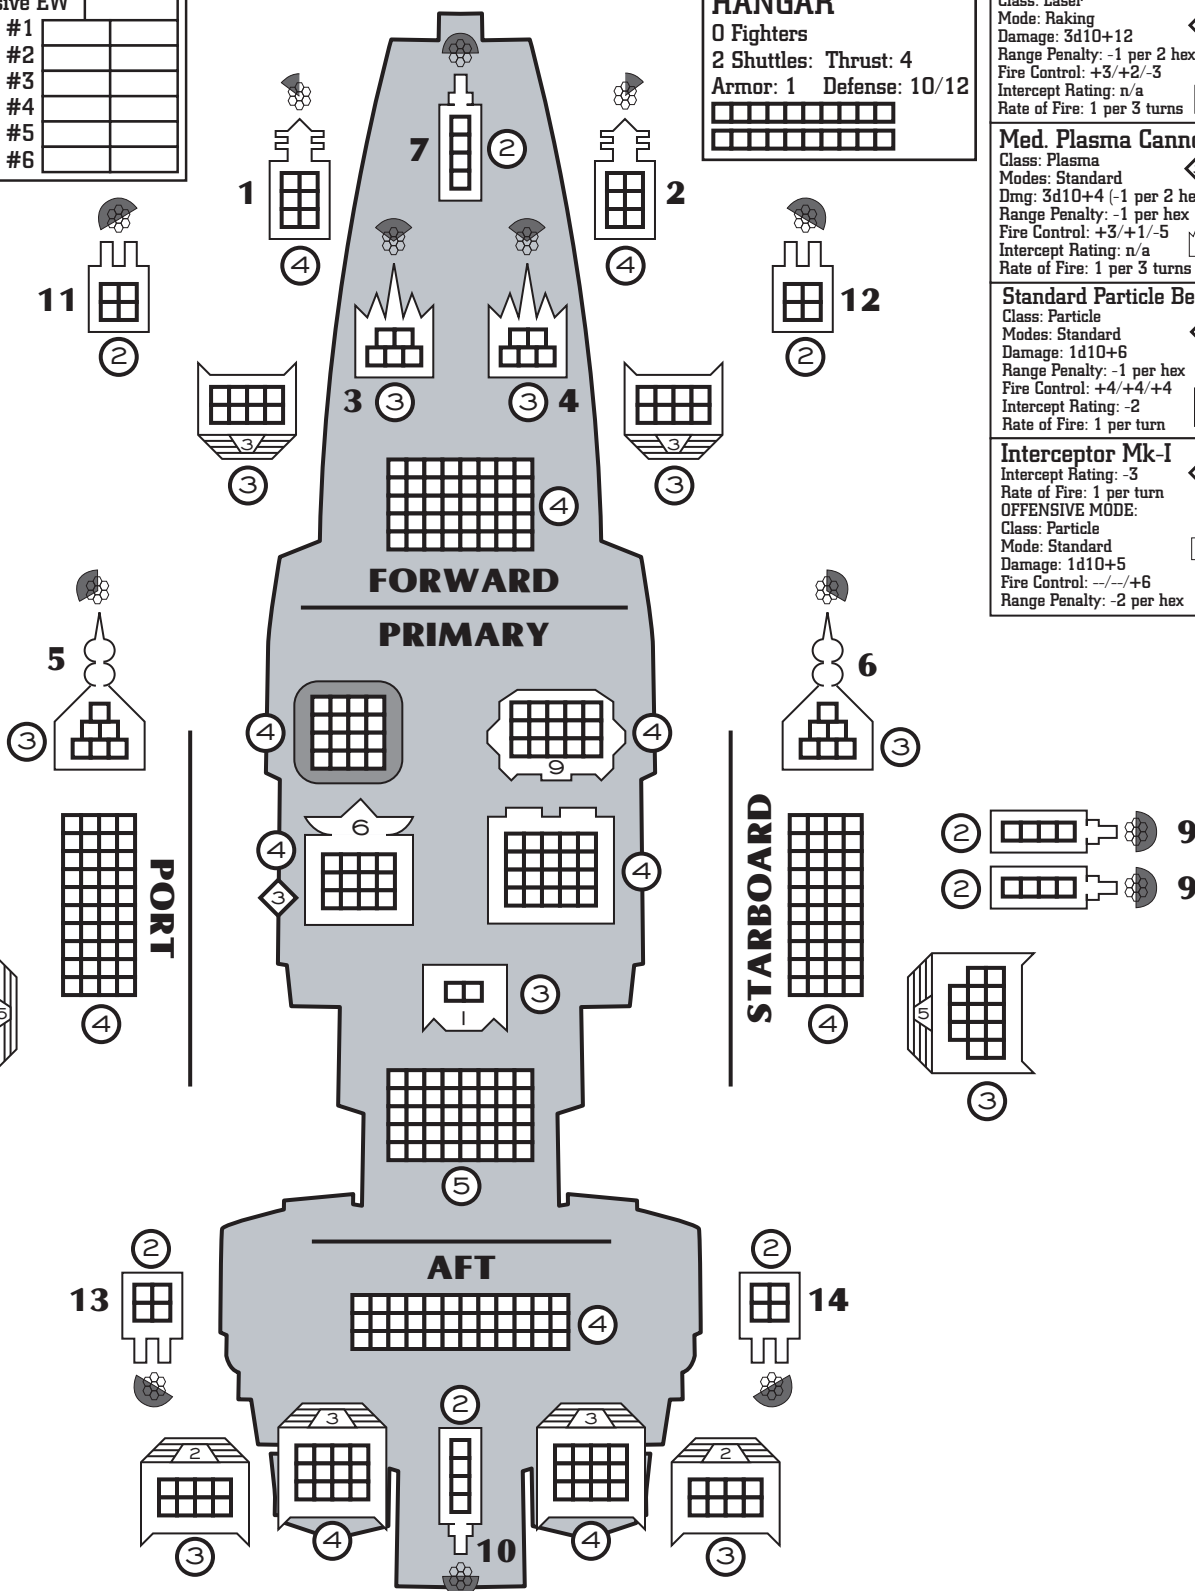 EW
#1
#2
#3
#4
#5
#6
HANGAR
0 Fighters
2 Shuttles: Thrust: 4
Armor: 1 Defense: 10/12
Class: Laser
Mode: Raking
Damage: 3d10+12
Range Penalty: -1 per 2 hex
Fire Control: +3/+2/-3
Intercept Rating: n/a
Rate of Fire: 1 per 3 turns
Med. Plasma
Class: Plasma
Modes: Standard
Dmg: 3d10+4 (-1 per 2
Range Penalty: -1 per hex
Fire Control: +3/+1/-5
Intercept Rating: n/a
Rate of Fire: 1 per 3 turns
Standard Particle
Class: Particle
Modes: Standard
Damage: 1d10+6
Range Penalty: -1 per hex
Fire Control: +4/+4/+4
Intercept Rating: -2
Rate of Fire: 1 per turn
Interceptor Mk-I
Intercept Rating: -3
Rate of Fire: 1 per turn
OFFENSIVE MODE:
Class: Particle
Mode: Standard
Damage: 1d10+5
Fire Control: --/--/+6
Range Penalty: -2 per hex
7 2
1 2
4 4
11 12
2 2
3 3 3 4
3 3
3 3
4
FORWARD
PRIMARY
5 6
3 3
4 4
9
6
4 4
3
PORT
STARBOARD
2 9
2 9
3
1
4 4
5
3
5
2 2
AFT
13 14
4
2
3 3
2 2
4 4
10
3 3